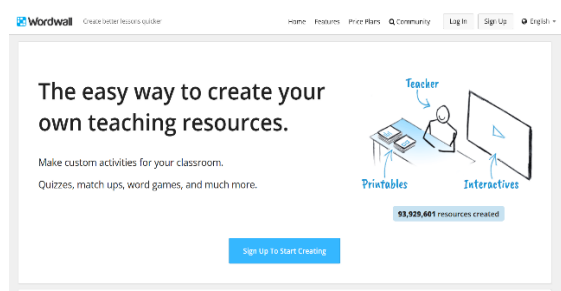 Wordwall Create better lessons quicker Home Features Price Plans Community Log In Sign Up English
The easy way to create your
own teaching resources.
Make custom activities for your classroom.
Quizzes, match ups, word games, and much more.
Teacher
Printables
Interactives
93,929,601 resources created
Sign Up To Start Creating